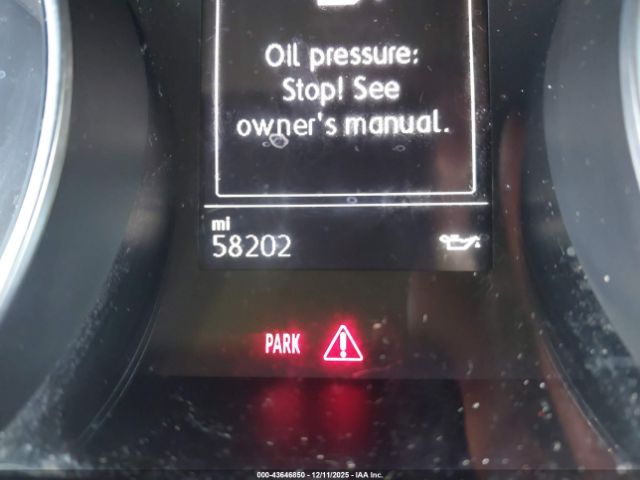 Oil pressure:
Stop! See
owner's manual.
mi
58202
PARK
000-43646850 - 12/11/2025 - IAA Inc.